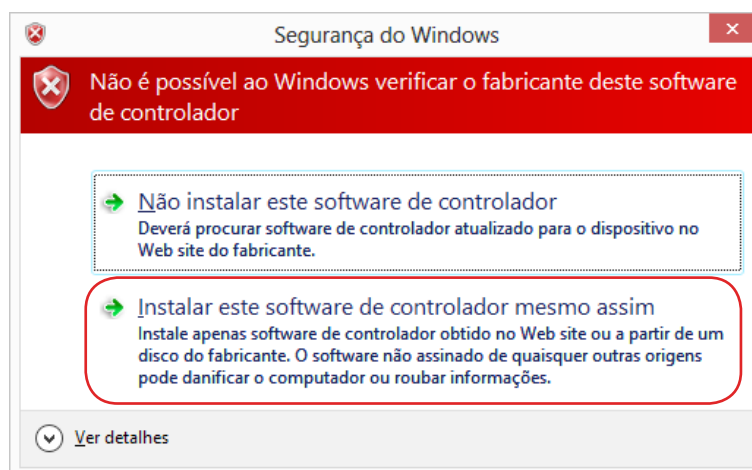 Segurança do Windows
Não é possível ao Windows verificar o fabricante deste software
de controlador
Não instalar este software de controlador
Deverá procurar software de controlador atualizado para o dispositivo no
Web site do fabricante.
Instalar este software de controlador mesmo assim
Instale apenas software de controlador obtido no Web site ou a partir de um
disco do fabricante. O software não assinado de quaisquer outras origens
pode danificar o computador ou roubar informações.
Ver detalhes